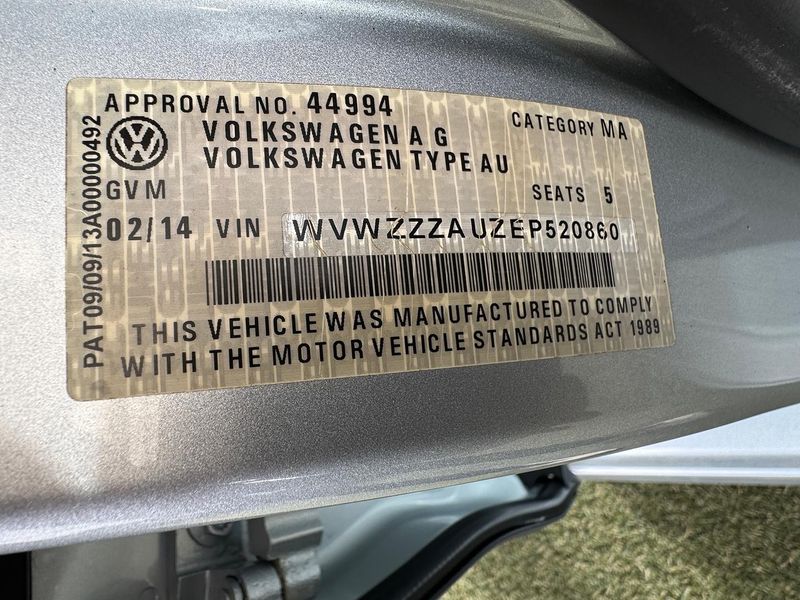 APPROVAL NO. 44994
CATEGORY MA
VOLKSWAGEN A G
VOLKSWAGEN TYPE AU
GVM
SEATS 5
02/14 VIN WVWZZZAUZEP520860
THIS VEHICLE WAS MANUFACTURED TO COMPLY
WITH THE MOTOR VEHICLE STANDARDS ACT 1989
PAT09/09/13A00000492